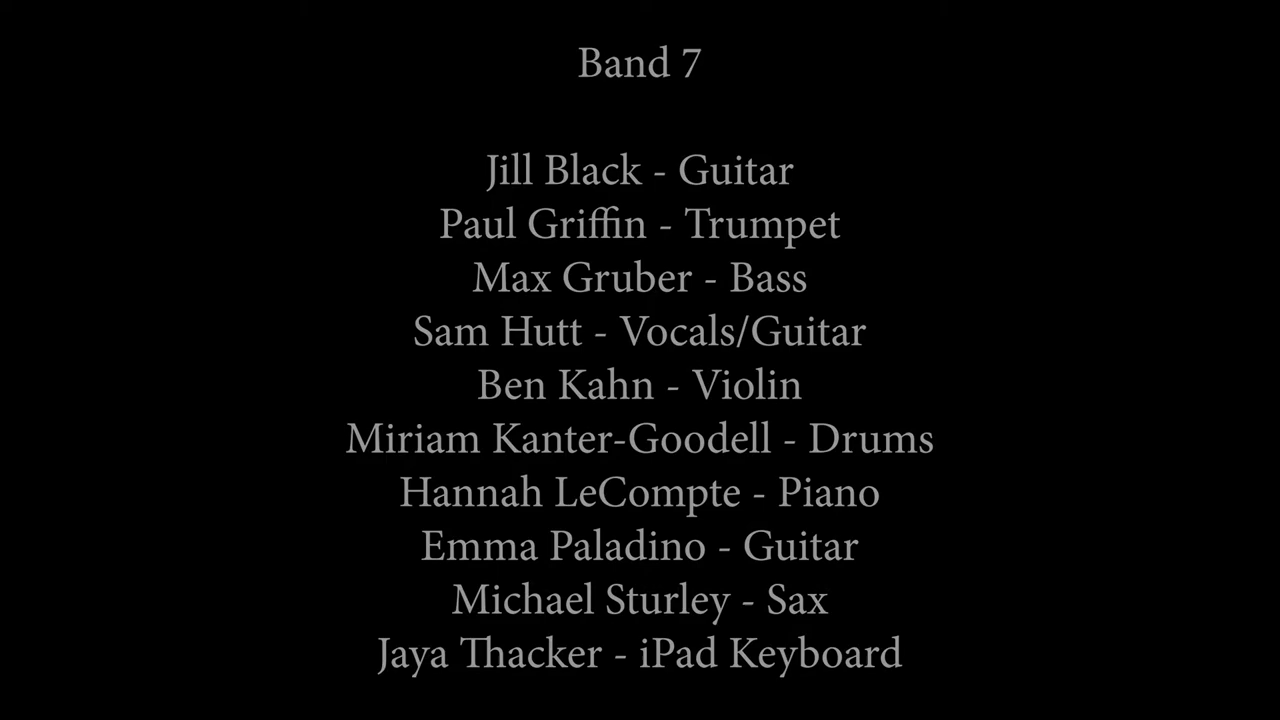 Band 7
Jill Black - Guitar
Paul Griffin - Trumpet
Max Gruber - Bass
Sam Hutt - Vocals/Guitar
Ben Kahn - Violin
Miriam Kanter-Goodell - Drums
Hannah LeCompte - Piano
Emma Paladino - Guitar
Michael Sturley - Sax
Jaya Thacker - iPad Keyboard